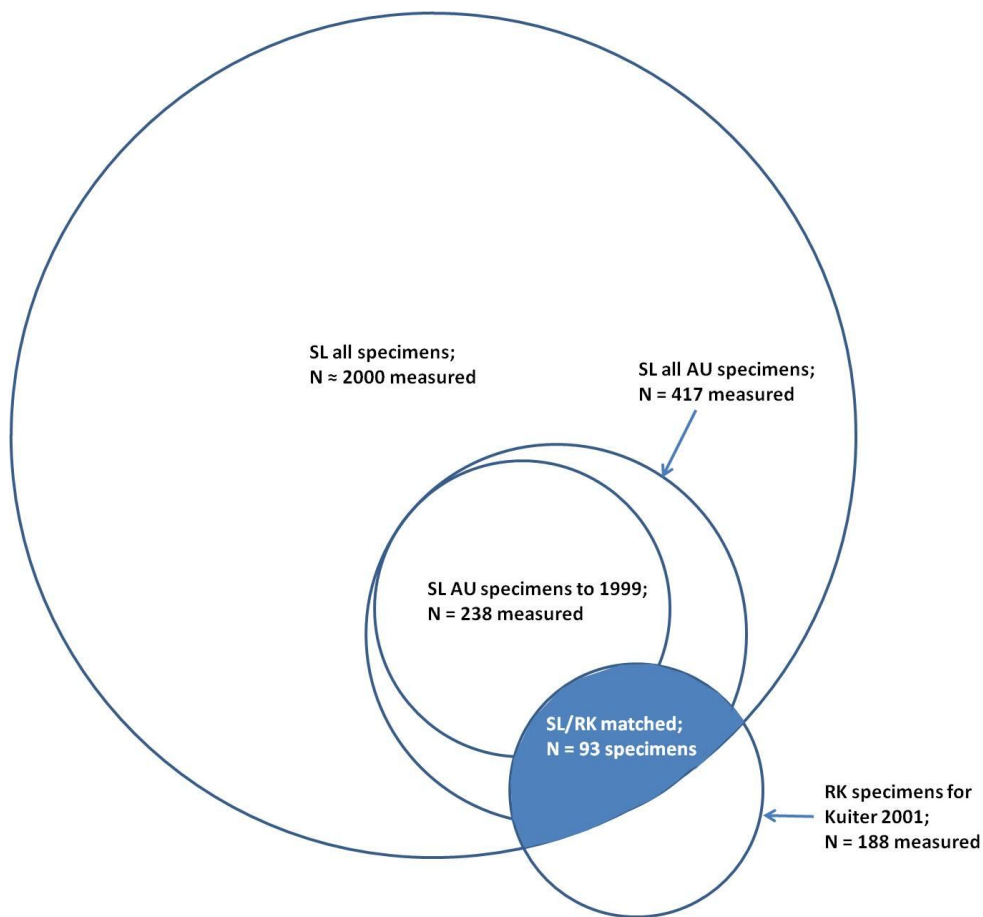 SL all specimens;
N ≈ 2000 measured
SL all AU specimens;
N = 417 measured
SL AU specimens to 1999;
N = 238 measured
SL/RK matched;
N = 93 specimens
RK specimens for
Kuiter 2001;
N = 188 measured